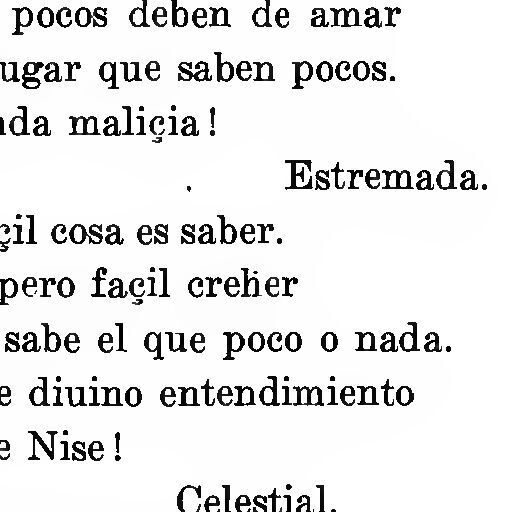 pocos deben de amar
ugar que saben pocos.
da maliçia!
Estremada.
çil cosa es saber.
pero façil creher
sabe el que poco o nada.
e diuino entendimiento
e Nise!
Celestial.